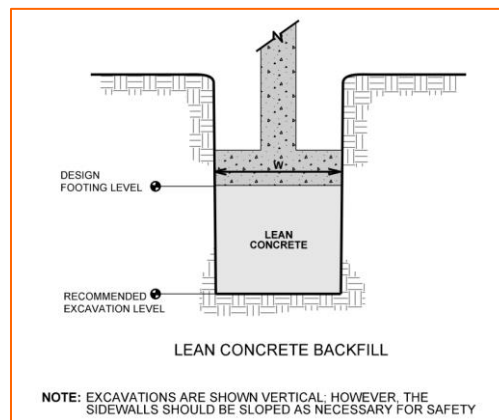 DESIGN
FOOTING LEVEL
W
LEAN
CONCRETE
RECOMMENDED
EXCAVATION LEVEL
LEAN CONCRETE BACKFILL
NOTE: EXCAVATIONS ARE SHOWN VERTICAL; HOWEVER, THE
SIDEWALLS SHOULD BE SLOPED AS NECESSARY FOR SAFETY